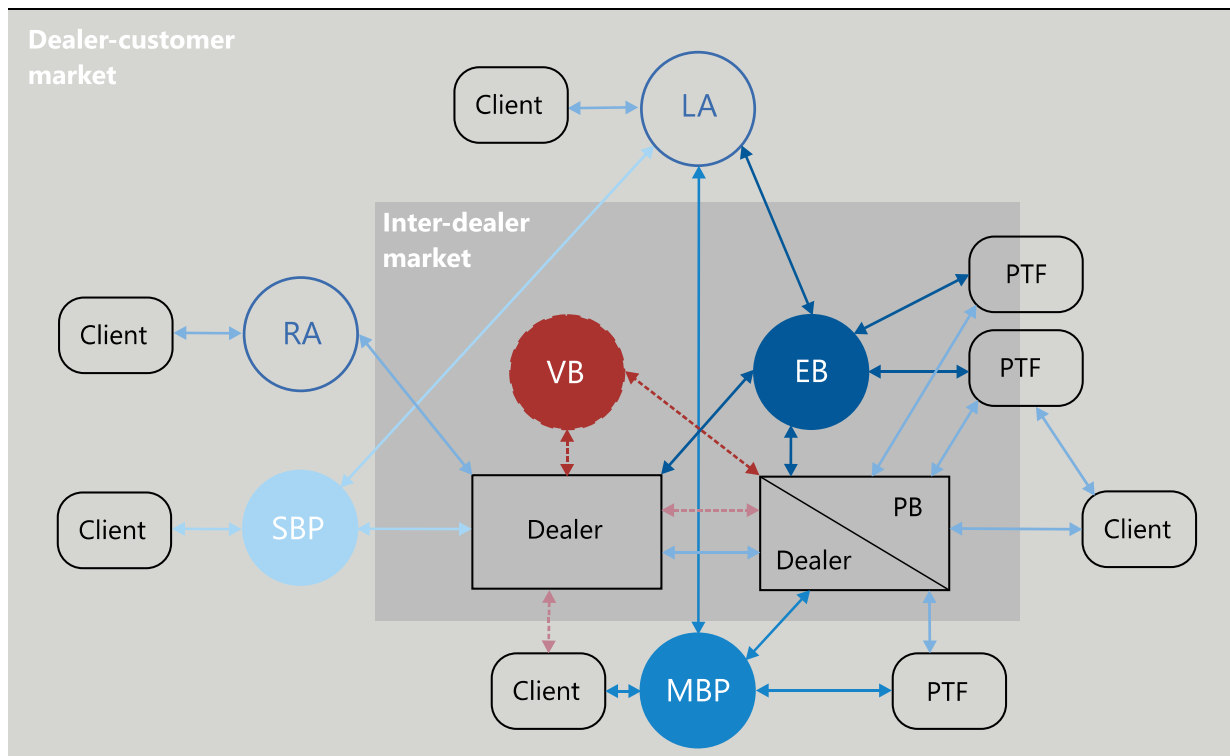 Dealer-customer
market
Client
LA
Inter-dealer
market
PTF
Client
RA
VB
EB
PTF
Client
SBP
Dealer
PB
Dealer
Client
Client
MBP
PTF